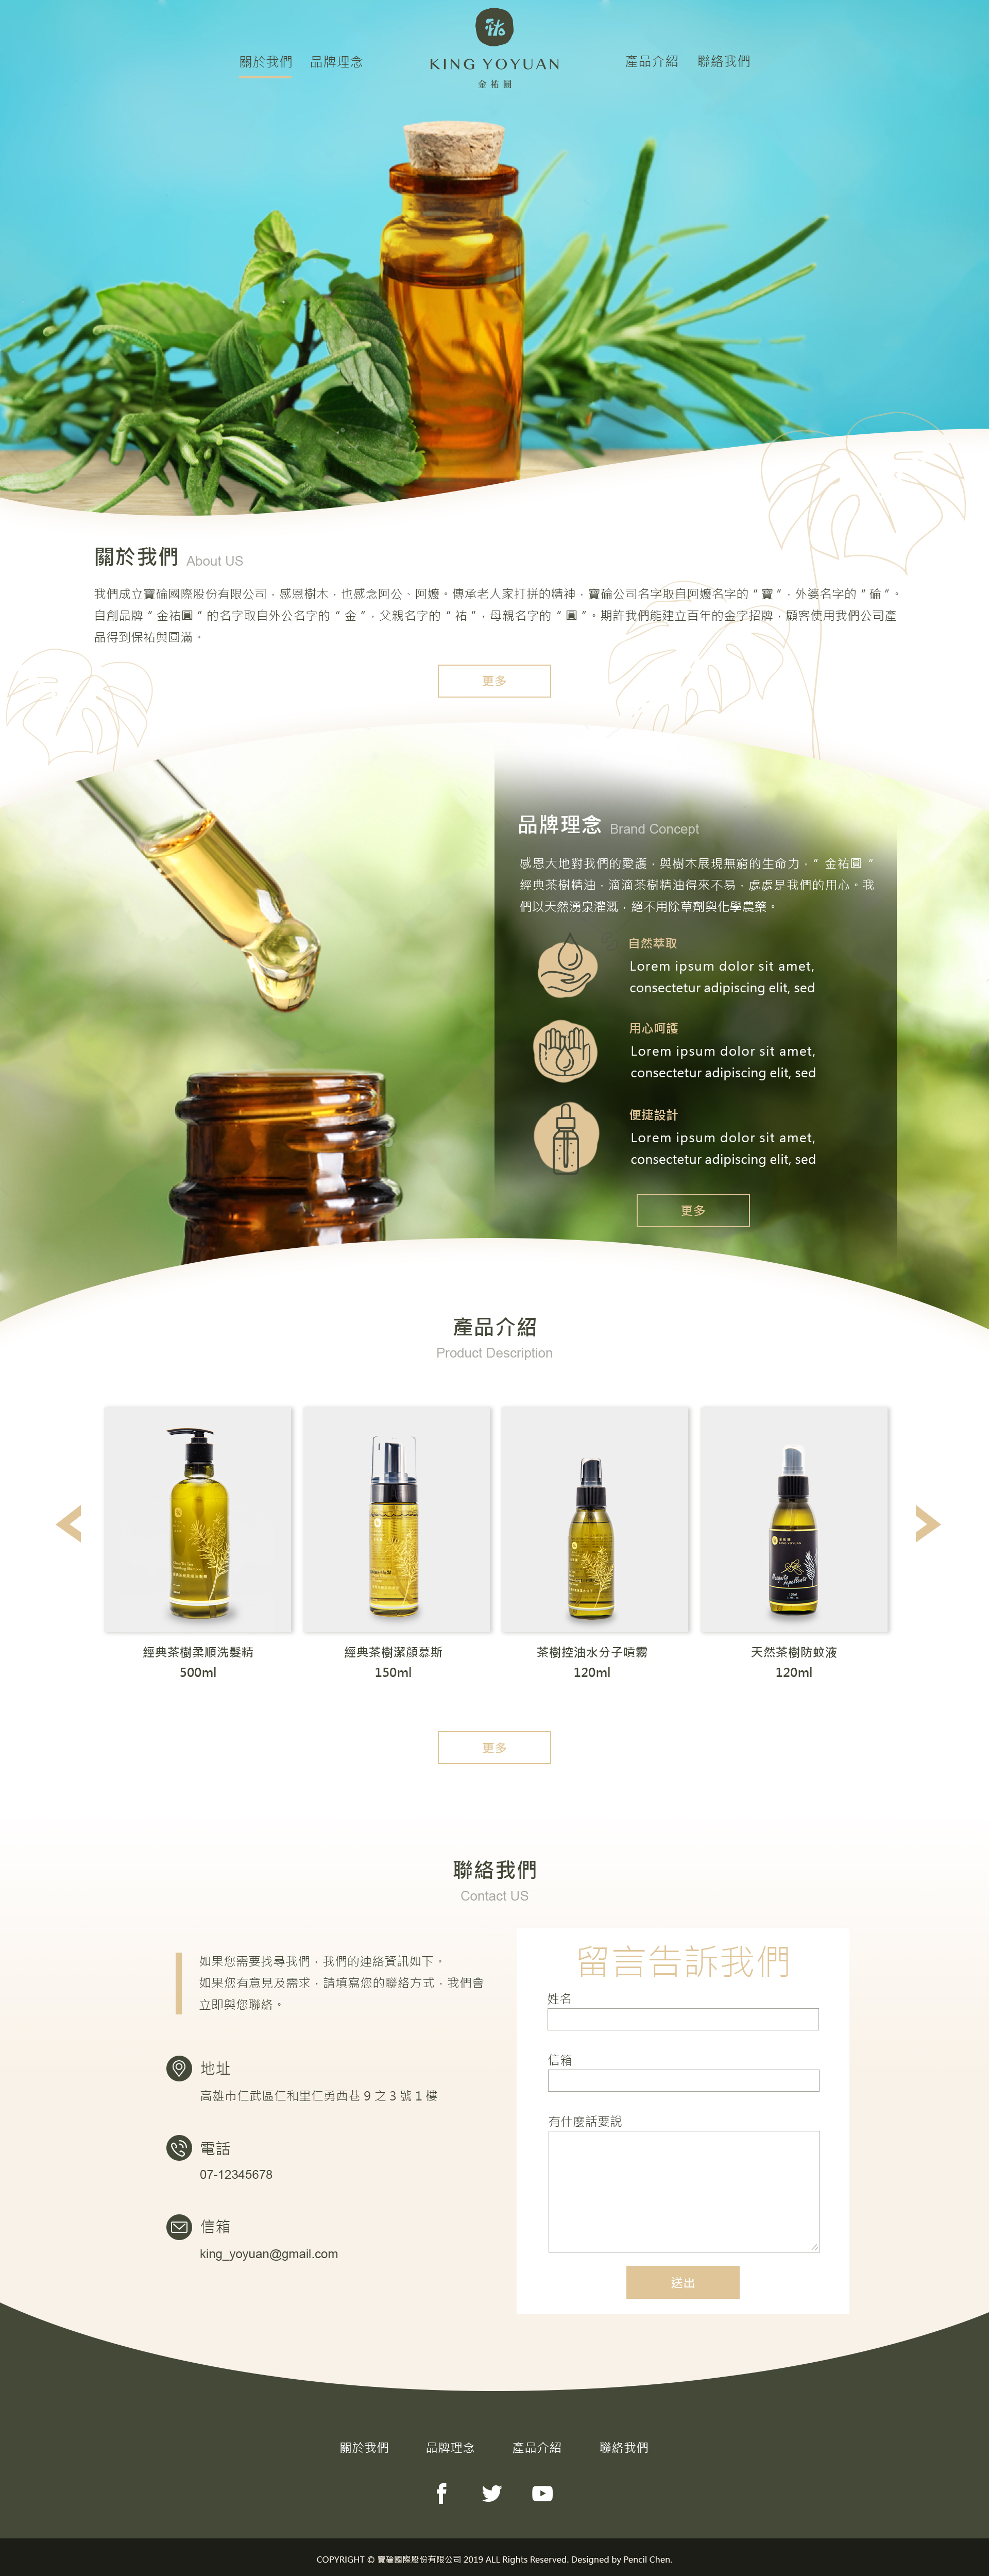 關於我們
品牌理念
祐
KING YOYUAN
金祐圓
產品介紹
聯絡我們
關於我們 About US
我們成立寶碖國際股份有限公司，感恩樹木，也感念阿公、阿嬤。傳承老人家打拼的精神，寶碖公司名字取自阿嬤名字的 “ 寶 ”，外婆名字的 “ 碖 ”。
自創品牌 “ 金祐圓 ” 的名字取自外公名字的 “ 金 ”，父親名字的 “ 祐 ”，母親名字的 “ 圓 ”。期許我們能建立百年的金字招牌，顧客使用我們公司產
品得到保祐與圓滿。
更多
品牌理念 Brand Concept
感恩大地對我們的愛護，與樹木展現無窮的生命力，“ 金祐圓 “
經典茶樹精油，滴滴茶樹精油得來不易，處處是我們的用心。我
們以天然湧泉灌溉，絕不用除草劑與化學農藥。
自然萃取
Lorem ipsum dolor sit amet,
consectetur adipiscing elit, sed
用心呵護
Lorem ipsum dolor sit amet,
consectetur adipiscing elit, sed
便捷設計
Lorem ipsum dolor sit amet,
consectetur adipiscing elit, sed
更多
產品介紹
Product Description
經典茶樹柔順洗髮精
500ml
經典茶樹潔顏慕斯
150ml
茶樹控油水分子噴霧
120ml
天然茶樹防蚊液
120ml
更多
聯絡我們
Contact US
如果您需要找尋我們，我們的連絡資訊如下。
如果您有意見及需求，請填寫您的聯絡方式，我們會
立即與您聯絡。
地址
高雄市仁武區仁和里仁勇西巷 9 之 3 號 1 樓
電話
07-12345678
信箱
king_yoyuan@gmail.com
留言告訴我們
姓名
信箱
有什麼話要說
送出
關於我們
品牌理念
產品介紹
聯絡我們
COPYRIGHT © 寶碖國際股份有限公司 2019 ALL Rights Reserved. Designed by Pencil Chen.